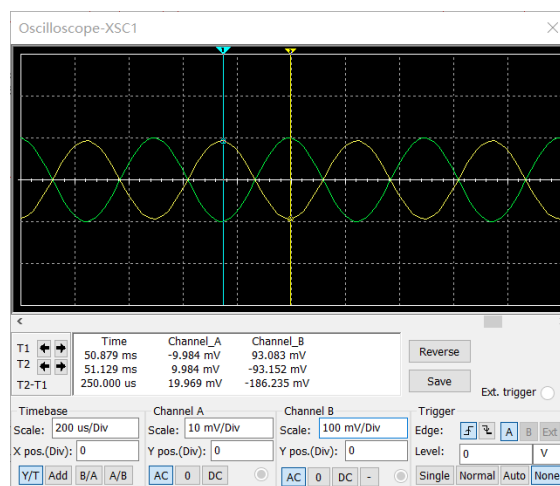 Oscilloscope-XSC1
1 2
T1
T2
T2-T1
Time Channel_A Channel_B
50.879 ms -9.984 mV 93.083 mV
51.129 ms 9.984 mV -93.152 mV
250.000 us 19.969 mV -186.235 mV
Reverse
Save
Ext. trigger
Timebase
Scale: 200 us/Div
X pos.(Div): 0
Y/T Add B/A A/B
Channel A
Scale: 10 mV/Div
Y pos.(Div): 0
AC 0 DC
Channel B
Scale: 100 mV/Div
Y pos.(Div): 0
AC 0 DC -
Trigger
Edge: A B Ext
Level: 0 V
Single Normal Auto None